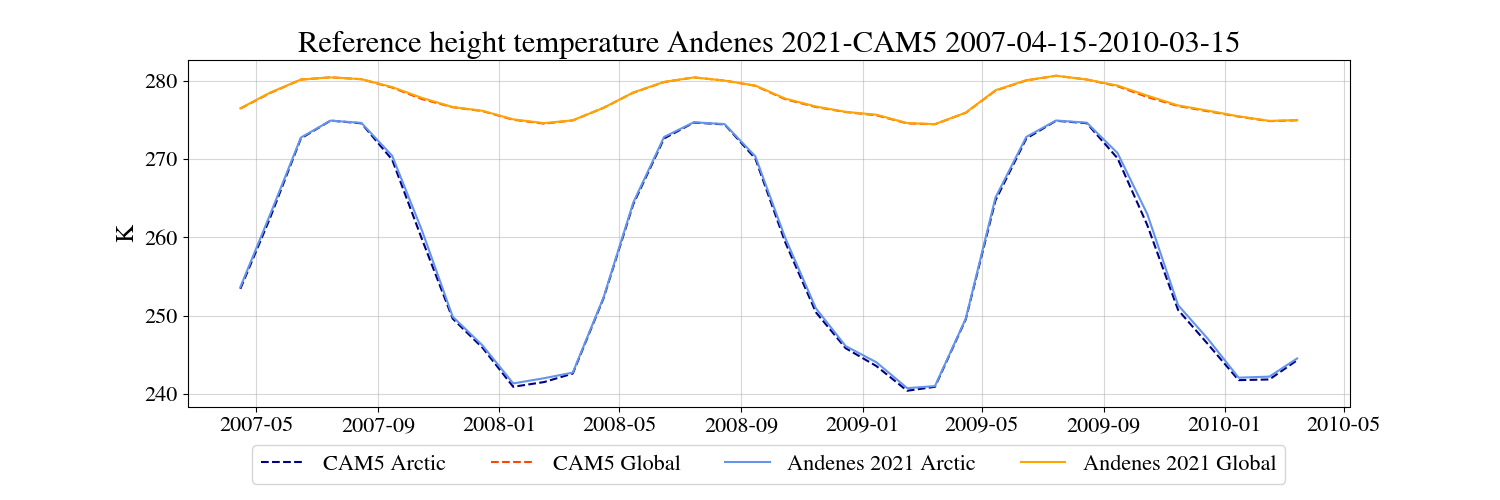 Reference height temperature Andenes 2021-CAM5 2007-04-15-2010-03-15
280
270
260
250
240
K
2007-05 2007-09 2008-01 2008-05 2008-09 2009-01 2009-05 2009-09 2010-01 2010-05
CAM5 Arctic CAM5 Global Andenes 2021 Arctic Andenes 2021 Global